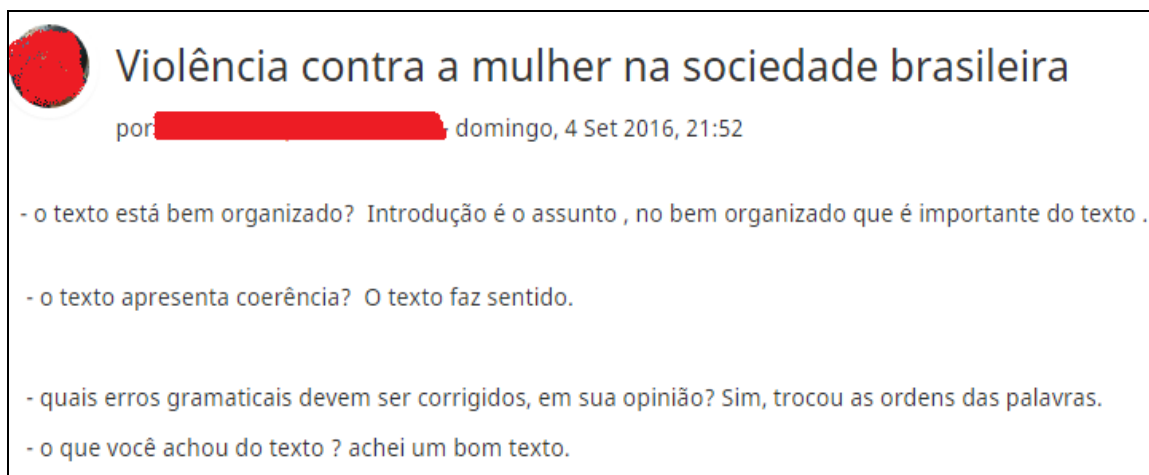 Violência contra a mulher na sociedade brasileira
por domingo, 4 Set 2016, 21:52
- o texto está bem organizado? Introdução é o assunto , no bem organizado que é importante do texto .
- o texto apresenta coerência? O texto faz sentido.
- quais erros gramaticais devem ser corrigidos, em sua opinião? Sim, trocou as ordens das palavras.
- o que você achou do texto ? achei um bom texto.